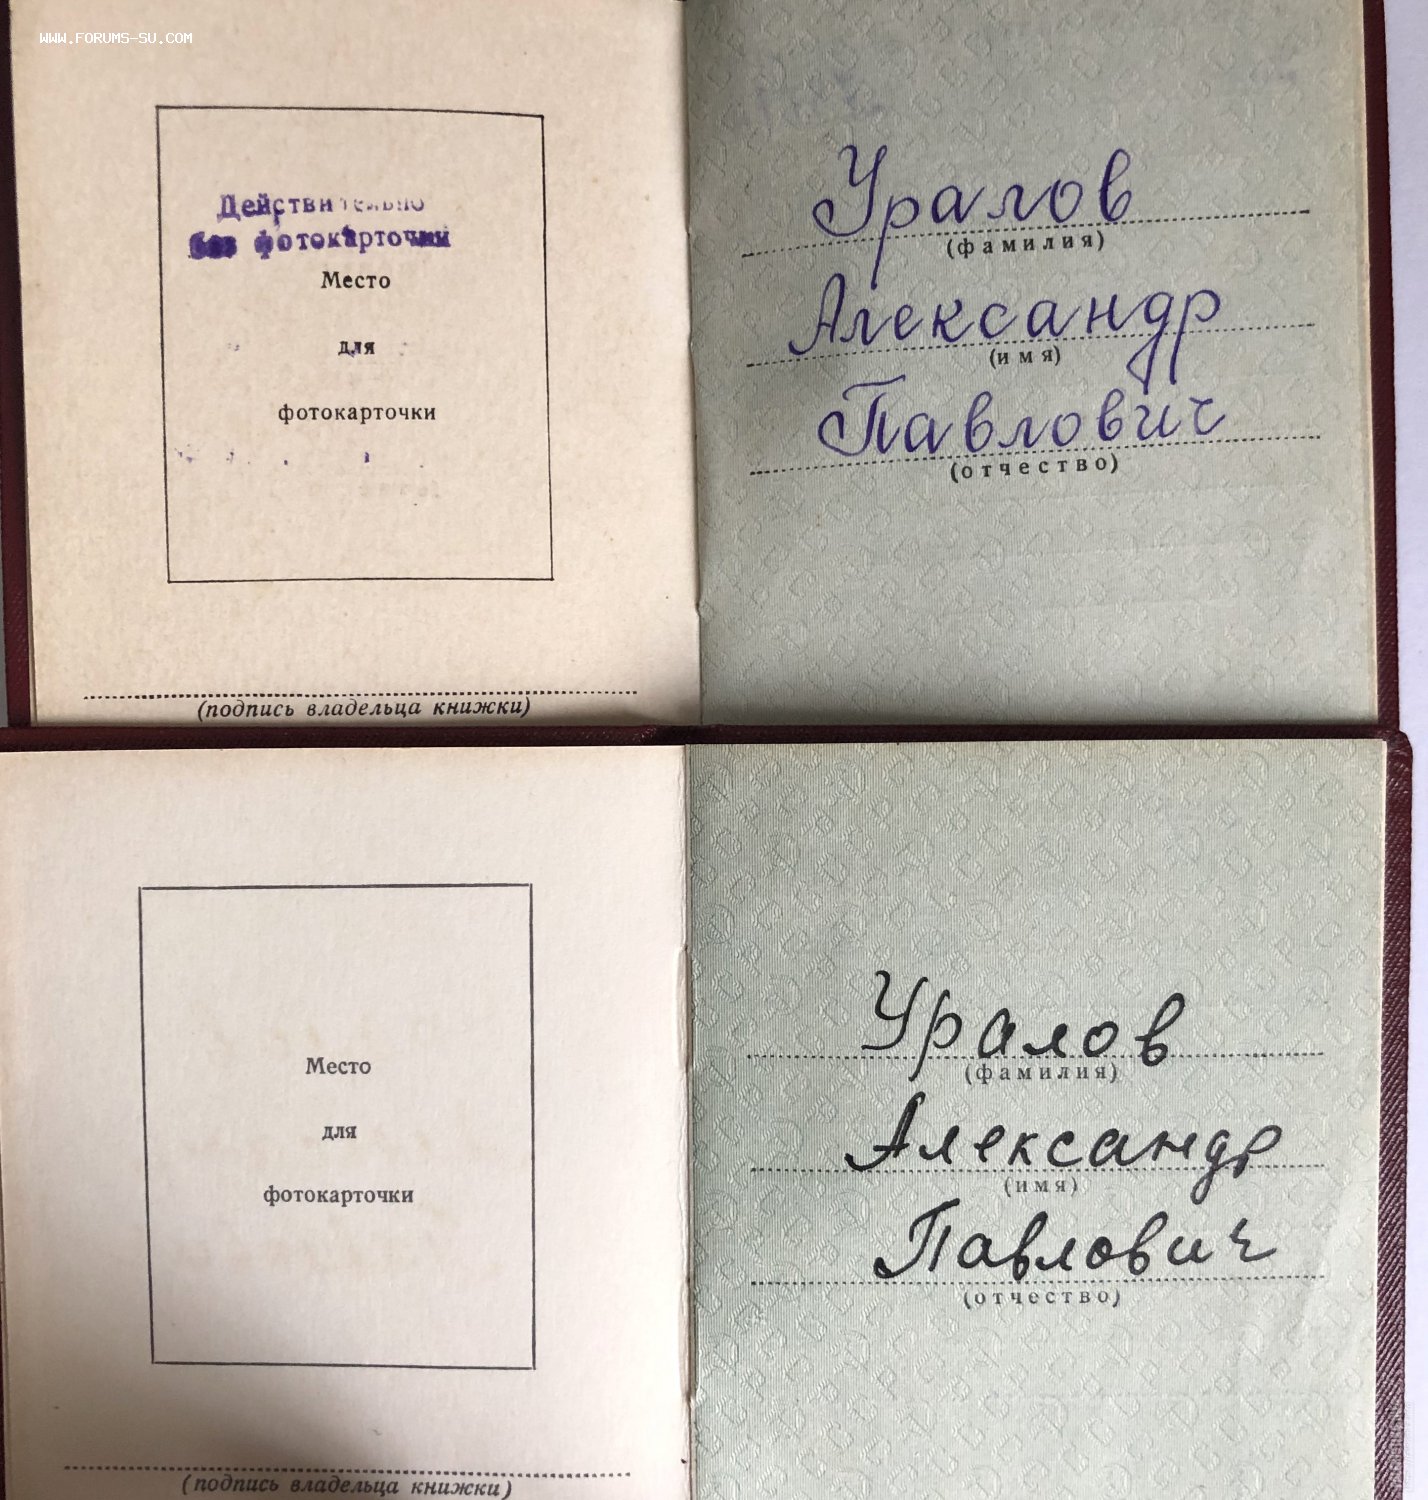 WWW.FORUMS-SU.COM
Действительно
без фотокарточки
Место
для
фотокарточки
(подпись владельца книжки)
Уралов
(фамилия)
Александр
(имя)
Павлович
(отчество)
Место
для
фотокарточки
(подпись владельца книжки)
Уралов
(фамилия)
Александр
(имя)
Павлович
(отчество)